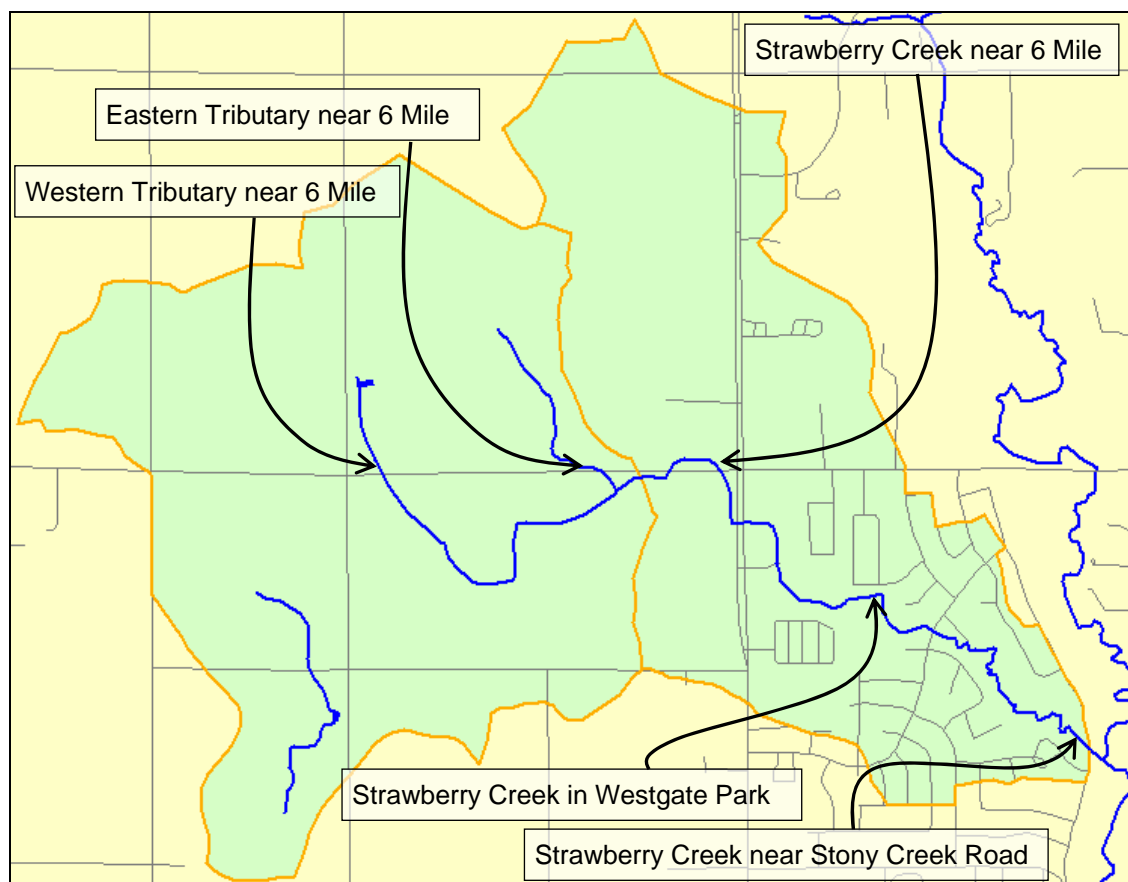 Strawberry Creek near 6 Mile
Eastern Tributary near 6 Mile
Western Tributary near 6 Mile
Strawberry Creek in Westgate Park
Strawberry Creek near Stony Creek Road